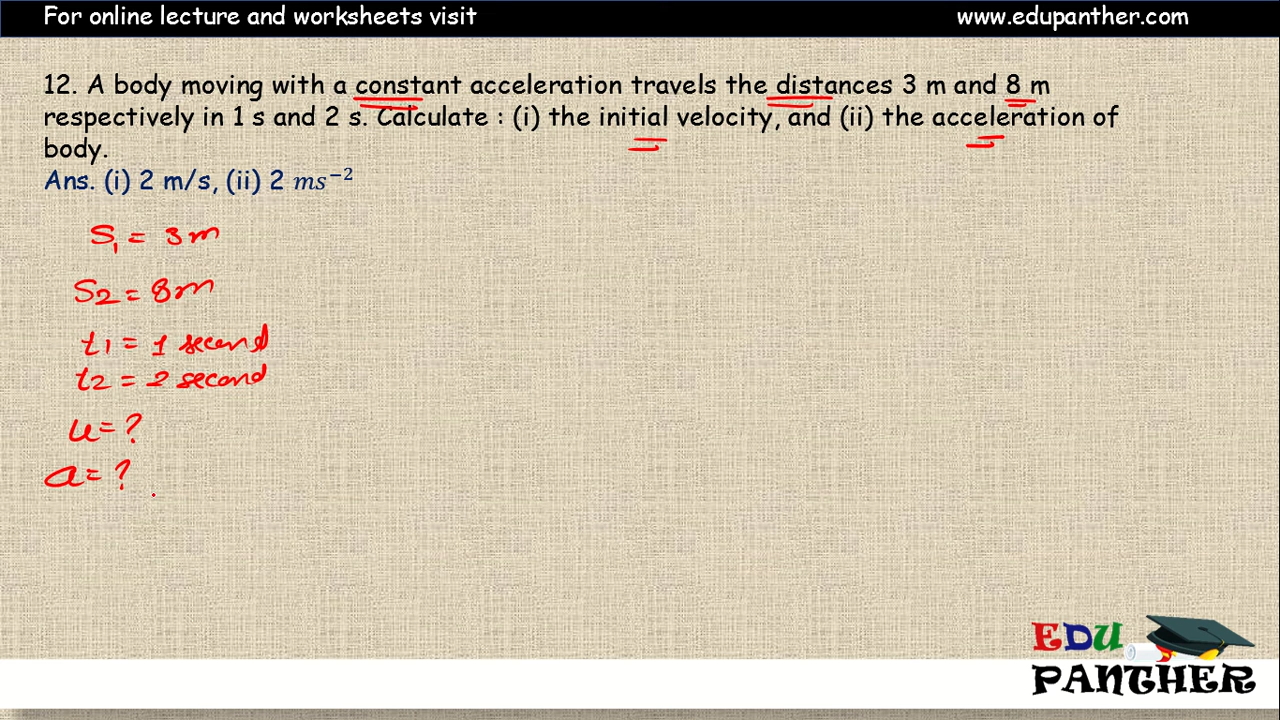 For online lecture and worksheets visit www.edupanther.com
12. A body moving with a constant acceleration travels the distances 3 m and 8 m
respectively in 1 s and 2 s. Calculate : (i) the initial velocity, and (ii) the acceleration of
body.
Ans. (i) 2 m/s, (ii) 2 ms⁻²
S₁ = 3m
S₂ = 8m
t₁ = 1 second
t₂ = 2 second
u = ?
a = ?
EDU
PANTHER